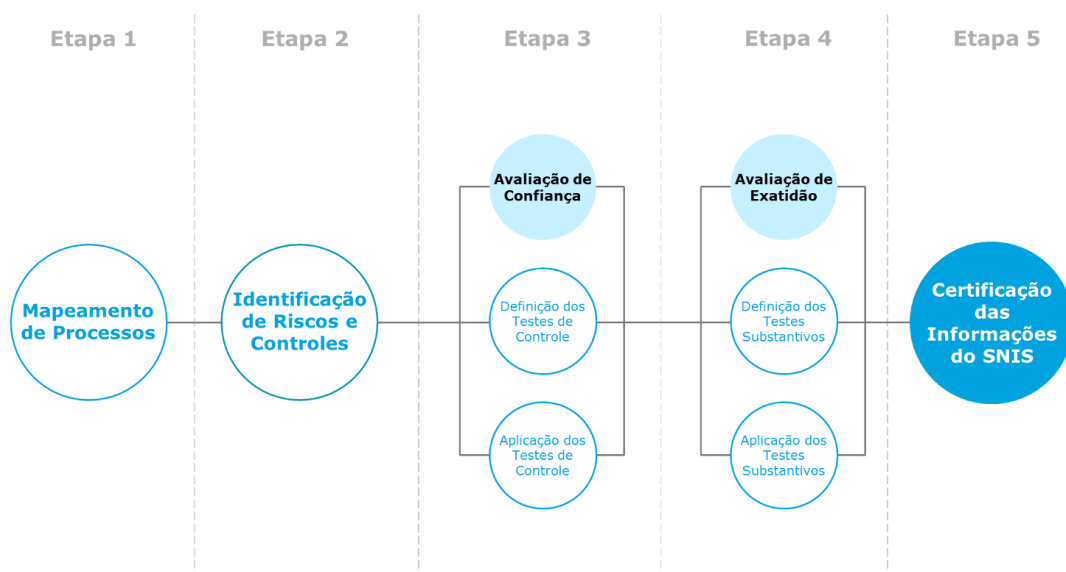 Etapa 1
Etapa 2
Etapa 3
Etapa 4
Etapa 5
Mapeamento
de Processos
Identificação
de Riscos e
Controles
Avaliação de
Confiança
Definição dos
Testes de
Controle
Aplicação dos
Testes de
Controle
Avaliação de
Exatidão
Definição dos
Testes
Substantivos
Aplicação dos
Testes
Substantivos
Certificação
das
Informações
do SNIS